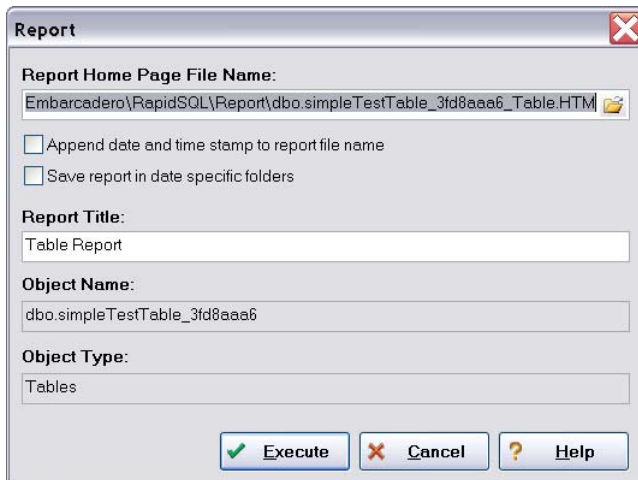 Report
Report Home Page File Name:
Embarcadero\RapidSQL\Report\dbo.simpleTestTable_3fd8aaa6_Table.HTM
Append date and time stamp to report file name
Save report in date specific folders
Report Title:
Table Report
Object Name:
dbo.simpleTestTable_3fd8aaa6
Object Type:
Tables
Execute Cancel ? Help